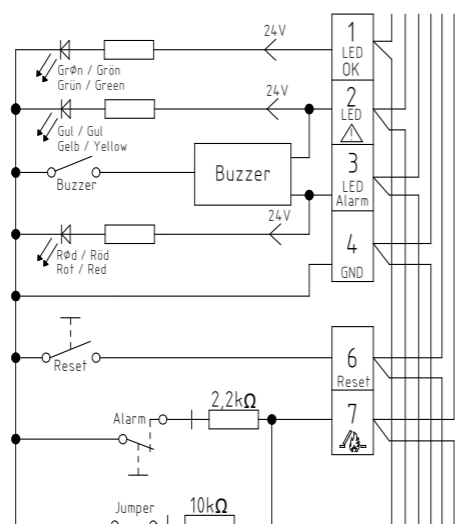 24V
1
LED
OK
Grøn / Grön
Grün / Green
24V
2
LED
Gul / Gul
Gelb / Yellow
Buzzer
Buzzer
3
LED
Alarm
24V
Rød / Röd
Rot / Red
4
GND
Reset
6
Reset
2,2kΩ
Alarm
7
Jumper
10kΩ